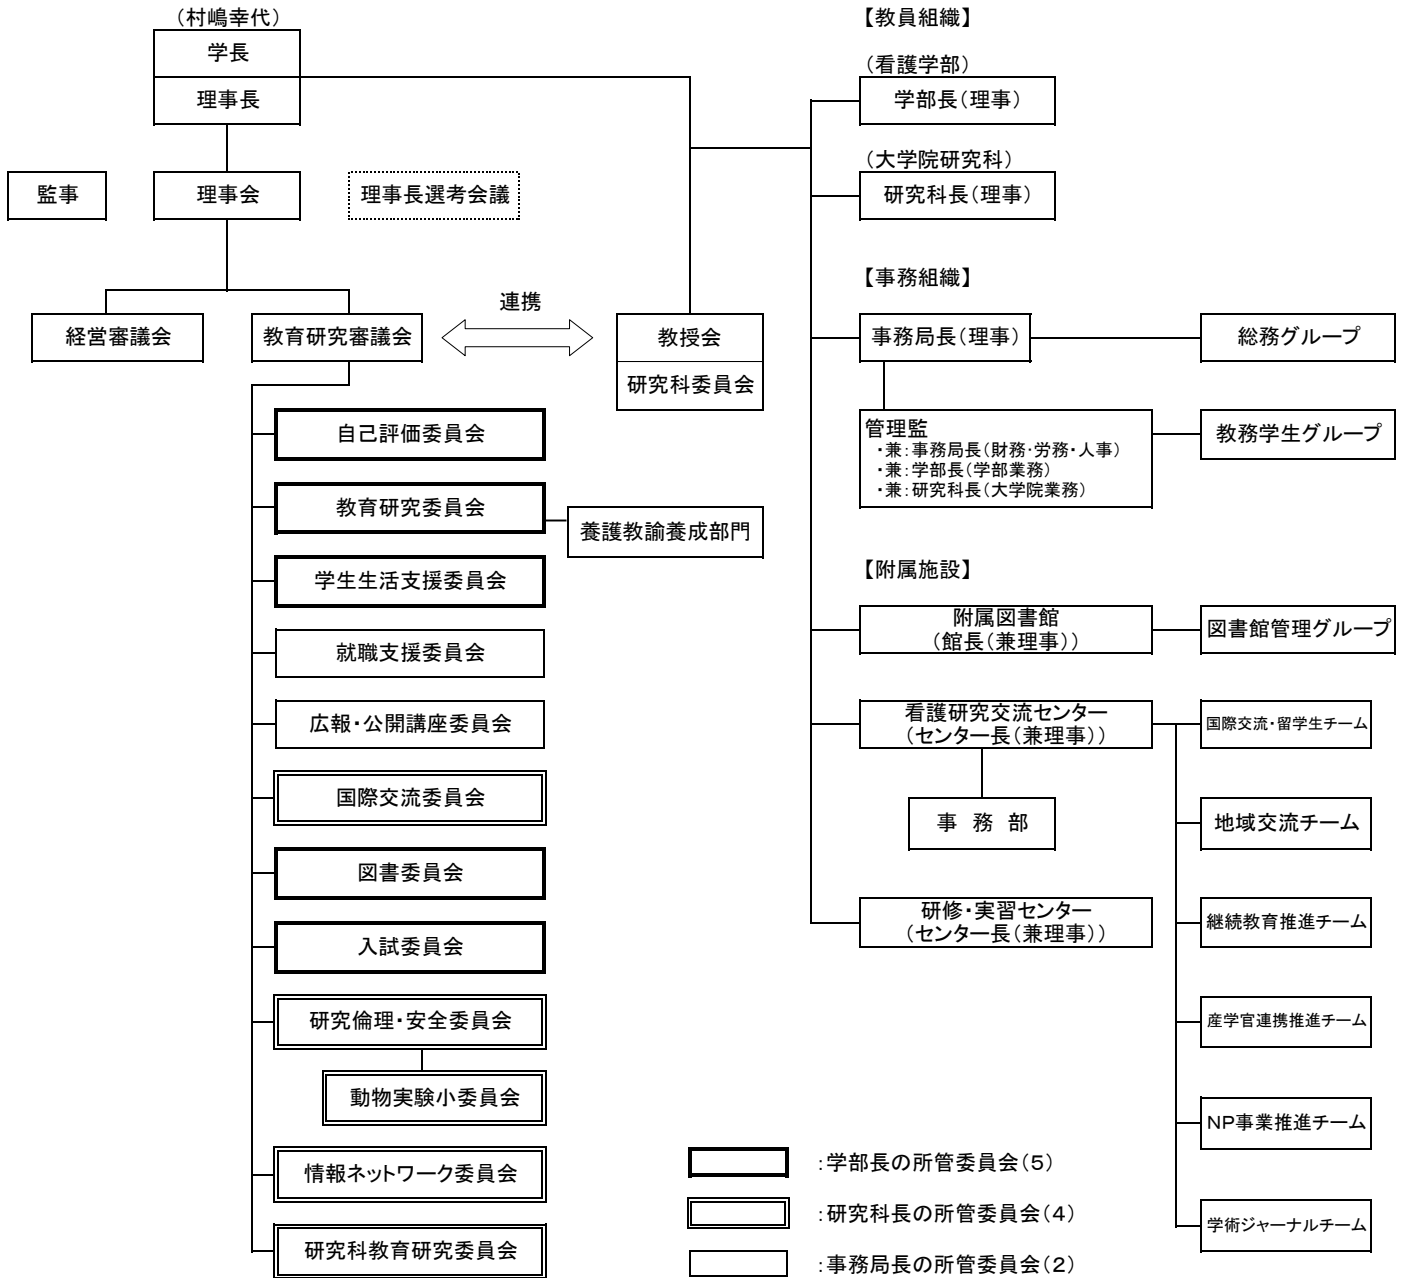 （村嶋幸代）
学長
理事長
監事
理事会
理事長選考会議
経営審議会
教育研究審議会
連携
教授会
研究科委員会
自己評価委員会
教育研究委員会
養護教諭養成部門
学生生活支援委員会
就職支援委員会
広報・公開講座委員会
国際交流委員会
図書委員会
入試委員会
研究倫理・安全委員会
動物実験小委員会
情報ネットワーク委員会
研究科教育研究委員会
【教員組織】
（看護学部）
学部長（理事）
（大学院研究科）
研究科長（理事）
【事務組織】
事務局長（理事）
総務グループ
管理監
・兼：事務局長（財務・労務・人事）
・兼：学部長（学部業務）
・兼：研究科長（大学院業務）
教務学生グループ
【附属施設】
附属図書館
（館長（兼理事））
図書館管理グループ
看護研究交流センター
（センター長（兼理事））
事　務　部
国際交流・留学生チーム
地域交流チーム
継続教育推進チーム
産学官連携推進チーム
NP事業推進チーム
学術ジャーナルチーム
研修・実習センター
（センター長（兼理事））
：学部長の所管委員会（５）
：研究科長の所管委員会（４）
：事務局長の所管委員会（２）